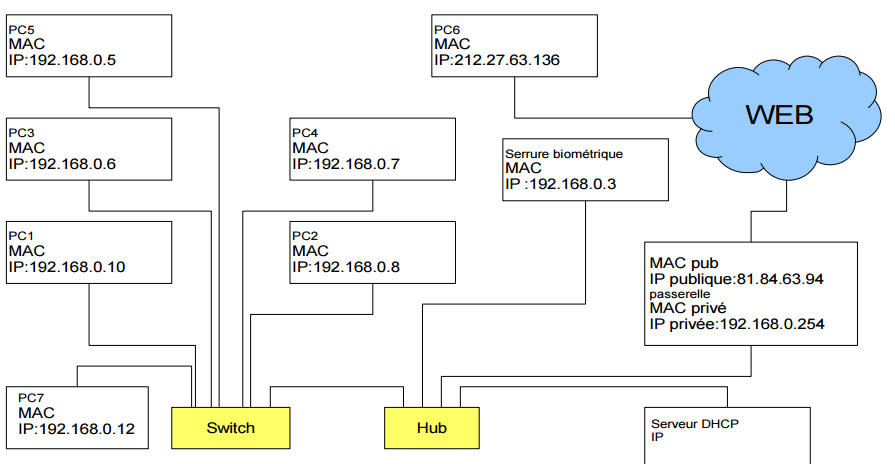 PC5
MAC
IP:192.168.0.5
PC6
MAC
IP:212.27.63.136
WEB
PC3
MAC
IP:192.168.0.6
PC4
MAC
IP:192.168.0.7
Serrure biométrique
MAC
IP :192.168.0.3
PC1
MAC
IP:192.168.0.10
PC2
MAC
IP:192.168.0.8
MAC pub
IP publique:81.84.63.94
passerelle
MAC privé
IP privée:192.168.0.254
PC7
MAC
IP:192.168.0.12
Switch
Hub
Serveur DHCP
IP